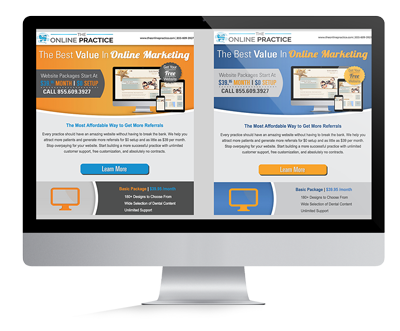 THE
ONLINE PRACTICE
www.theonlinepractice.com | 855.609.3927
The Best Value In Online Marketing
Website Packages Start At
$39.95 MONTH | $0 SETUP
CALL 855.609.3927
Get Your
Free
Website
The Most Affordable Way to Get More Referrals
Every practice should have an amazing website without having to break the bank. We help you
attract more patients and generate more referrals for $0 setup and as little as $39 per month.
Stop overpaying for your website. Start building a more successful practice with unlimited
customer support, free customization, and absolutely no contracts.
Learn More
Basic Package | $39.95 /month
180+ Designs to Choose From
Wide Selection of Dental Content
Unlimited Support
THE
ONLINE PRACTICE
www.theonlinepractice.com | 855.609.3927
The Best Value In Online Marketing
Website Packages Start At
$39.95 MONTH | $0 SETUP
CALL 855.609.3927
Get Your
Free
Website
The Most Affordable Way to Get More Referrals
Every practice should have an amazing website without having to break the bank. We help you
attract more patients and generate more referrals for $0 setup and as little as $39 per month.
Stop overpaying for your website. Start building a more successful practice with unlimited
customer support, free customization, and absolutely no contracts.
Learn More
Basic Package | $39.95 /month
180+ Designs to Choose From
Wide Selection of Dental Content
Unlimited Support